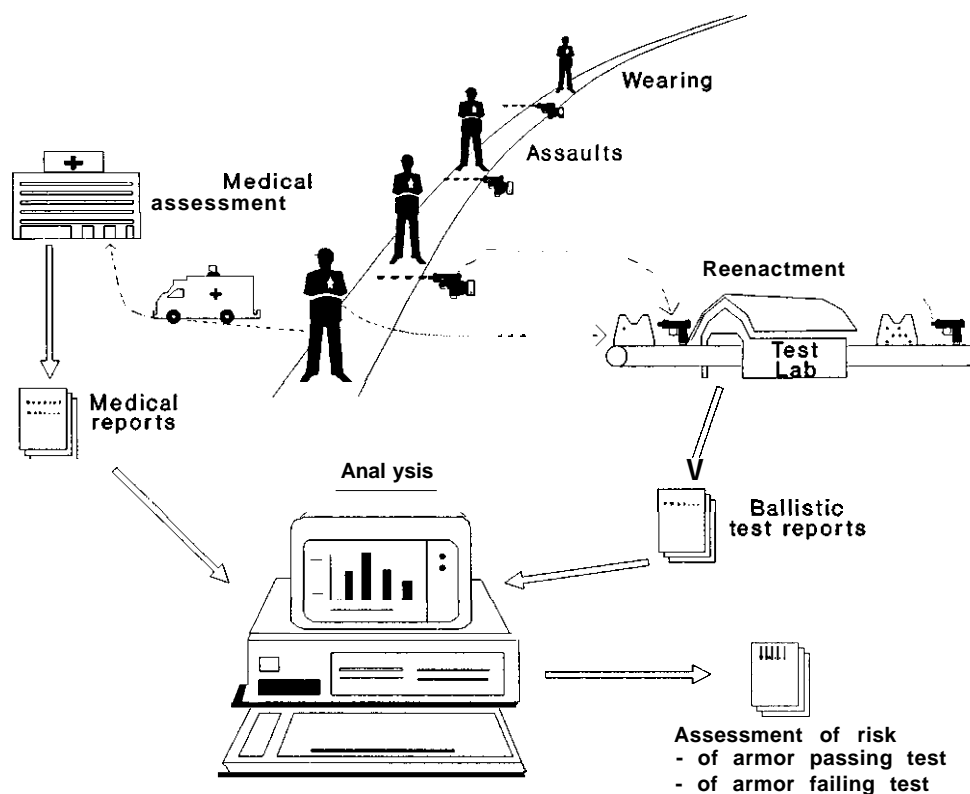 Wearing
Assaults
Medical
assessment
Reenactment
Test
Lab
Medical
reports
Anal ysis
V
Ballistic
test reports
Assessment of risk
- of armor passing test
- of armor failing test